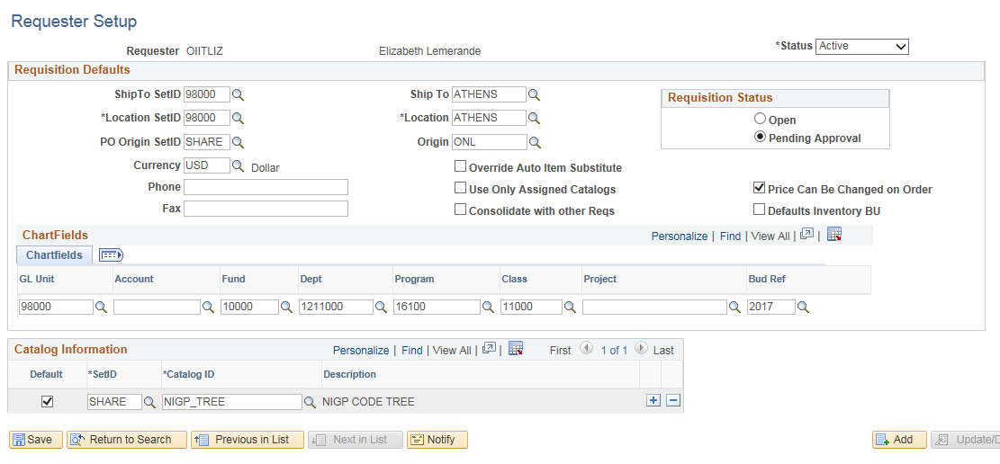 Requester Setup
Requester OIITLIZ Elizabeth Lemerande *Status Active
Requisition Defaults
ShipTo SetID 98000 Ship To ATHENS Requisition Status
*Location SetID 98000 *Location ATHENS Open
PO Origin SetID SHARE Origin ONL Pending Approval
Currency USD Dollar Override Auto Item Substitute
Phone Use Only Assigned Catalogs Price Can Be Changed on Order
Fax Consolidate with other Reqs Defaults Inventory BU
ChartFields Personalize | Find | View All | |
Chartfields
GL Unit Account Fund Dept Program Class Project Bud Ref
98000 10000 1211000 16100 11000 2017
Catalog Information Personalize | Find | View All | | First 1 of 1 Last
Default *SetID *Catalog ID Description
SHARE NIGP_TREE NIGP CODE TREE
Save Return to Search Previous in List Next in List Notify Add Update/D